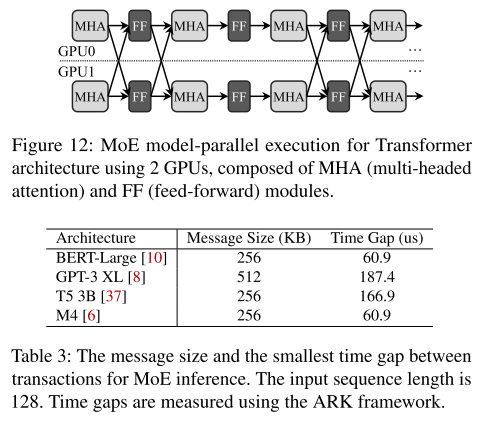 MHA FF MHA FF MHA FF MHA ...
GPU0
GPU1
MHA FF MHA FF MHA FF MHA ...
Figure 12: MoE model-parallel execution for Transformer
architecture using 2 GPUs, composed of MHA (multi-headed
attention) and FF (feed-forward) modules.
Architecture Message Size (KB) Time Gap (us)
BERT-Large [10] 256 60.9
GPT-3 XL [8] 512 187.4
T5 3B [37] 256 166.9
M4 [6] 256 60.9
Table 3: The message size and the smallest time gap between
transactions for MoE inference. The input sequence length is
128. Time gaps are measured using the ARK framework.